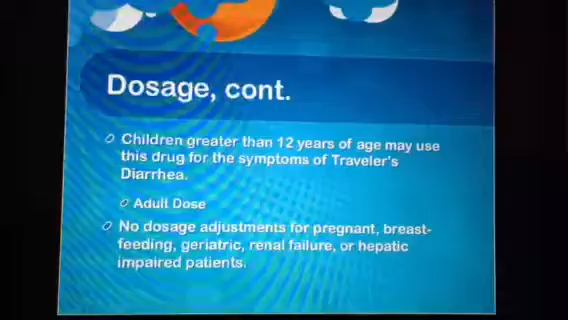 Dosage, cont.
Children greater than 12 years of age may use
this drug for the symptoms of Traveler's
Diarrhea.
Adult Dose
No dosage adjustments for pregnant, breast-
feeding, geriatric, renal failure, or hepatic
impaired patients.